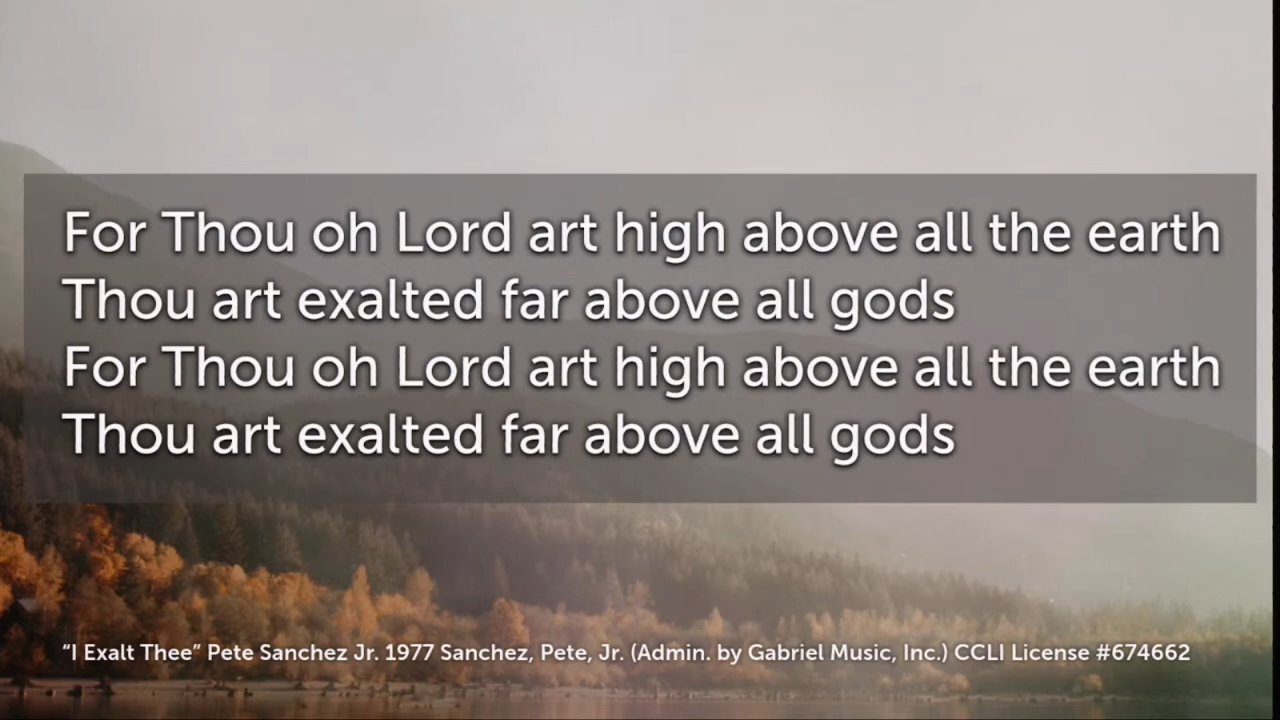 For Thou oh Lord art high above all the earth
Thou art exalted far above all gods
For Thou oh Lord art high above all the earth
Thou art exalted far above all gods
“I Exalt Thee” Pete Sanchez Jr. 1977 Sanchez, Pete, Jr. (Admin. by Gabriel Music, Inc.) CCLI License #674662